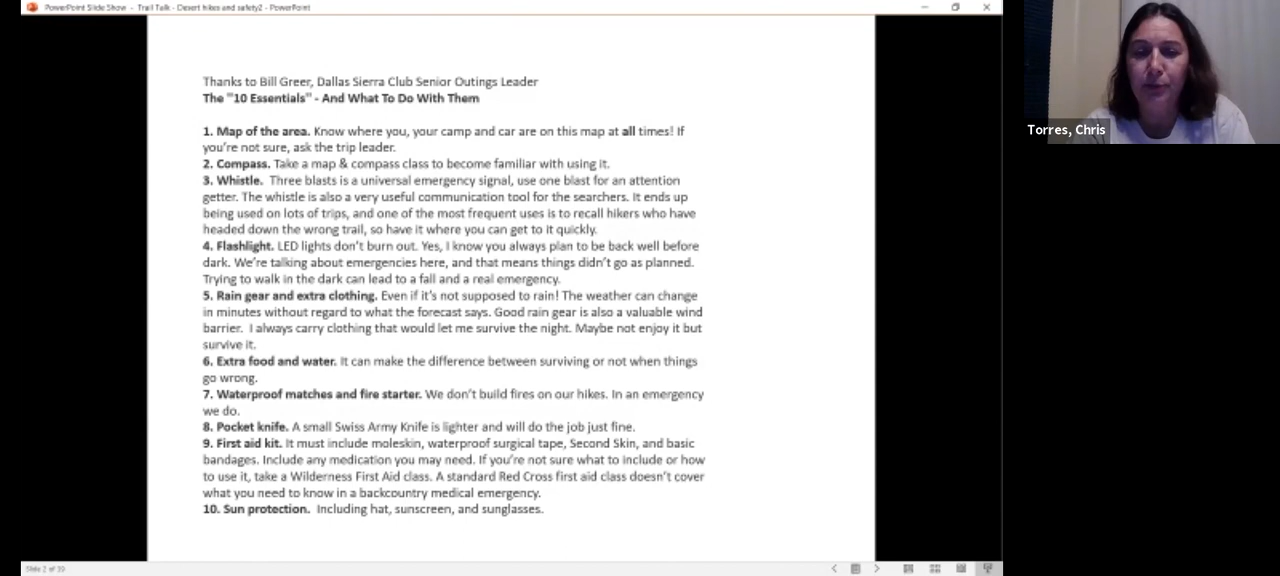 PowerPoint Slide Show - Trail Talk - Desert hikes and safety2 - PowerPoint
Thanks to Bill Greer, Dallas Sierra Club Senior Outings Leader
The "10 Essentials" - And What To Do With Them
1. Map of the area. Know where you, your camp and car are on this map at all times! If
you're not sure, ask the trip leader.
2. Compass. Take a map & compass class to become familiar with using it.
3. Whistle. Three blasts is a universal emergency signal, use one blast for an attention
getter. The whistle is also a very useful communication tool for the searchers. It ends up
being used on lots of trips, and one of the most frequent uses is to recall hikers who have
headed down the wrong trail, so have it where you can get to it quickly.
4. Flashlight. LED lights don't burn out. Yes, I know you always plan to be back well before
dark. We're talking about emergencies here, and that means things didn't go as planned.
Trying to walk in the dark can lead to a fall and a real emergency.
5. Rain gear and extra clothing. Even if it's not supposed to rain! The weather can change
in minutes without regard to what the forecast says. Good rain gear is also a valuable wind
barrier. I always carry clothing that would let me survive the night. Maybe not enjoy it but
survive it.
6. Extra food and water. It can make the difference between surviving or not when things
go wrong.
7. Waterproof matches and fire starter. We don't build fires on our hikes. In an emergency
we do.
8. Pocket knife. A small Swiss Army Knife is lighter and will do the job just fine.
9. First aid kit. It must include moleskin, waterproof surgical tape, Second Skin, and basic
bandages. Include any medication you may need. If you're not sure what to include or how
to use it, take a Wilderness First Aid class. A standard Red Cross first aid class doesn't cover
what you need to know in a backcountry medical emergency.
10. Sun protection. Including hat, sunscreen, and sunglasses.
Torres, Chris
Slide 2 of